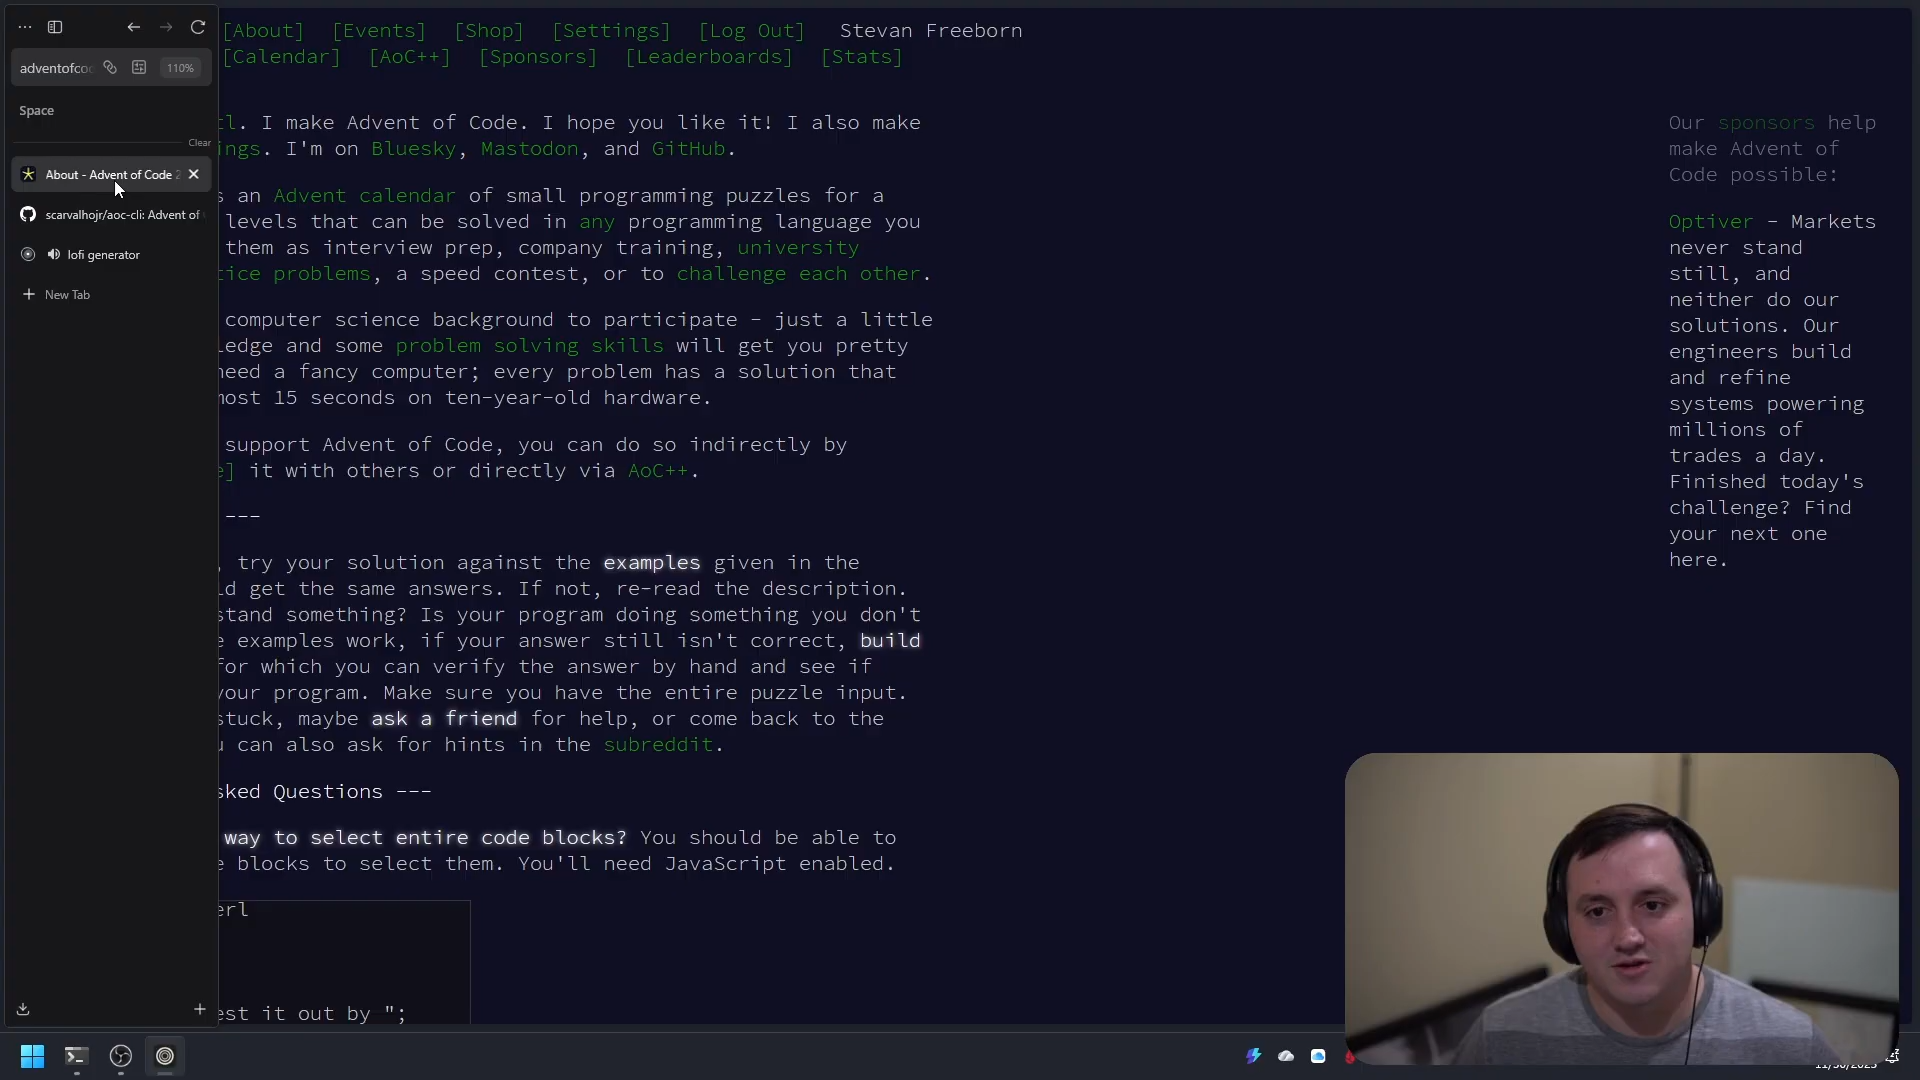 [About] [Events] [Shop] [Settings] [Log Out] Stevan Freeborn
[Calendar] [AoC++] [Sponsors] [Leaderboards] [Stats]
110%
Space
Clear
About - Advent of Code
scarvalhojr/aoc-cli: Advent of
lofi generator
New Tab
. I make Advent of Code. I hope you like it! I also make
. I'm on Bluesky, Mastodon, and GitHub.
an Advent calendar of small programming puzzles for a
levels that can be solved in any programming language you
them as interview prep, company training, university
problems, a speed contest, or to challenge each other.
computer science background to participate - just a little
and some problem solving skills will get you pretty
need a fancy computer; every problem has a solution that
most 15 seconds on ten-year-old hardware.
support Advent of Code, you can do so indirectly by
] it with others or directly via AoC++.
---
, try your solution against the examples given in the
get the same answers. If not, re-read the description.
something? Is your program doing something you don't
examples work, if your answer still isn't correct, build
for which you can verify the answer by hand and see if
your program. Make sure you have the entire puzzle input.
stuck, maybe ask a friend for help, or come back to the
can also ask for hints in the subreddit.
Questions ---
way to select entire code blocks? You should be able to
blocks to select them. You'll need JavaScript enabled.
erl
est it out by ";
Our sponsors help
make Advent of
Code possible:
Optiver - Markets
never stand
still, and
neither do our
solutions. Our
engineers build
and refine
systems powering
millions of
trades a day.
Finished today's
challenge? Find
your next one
here.